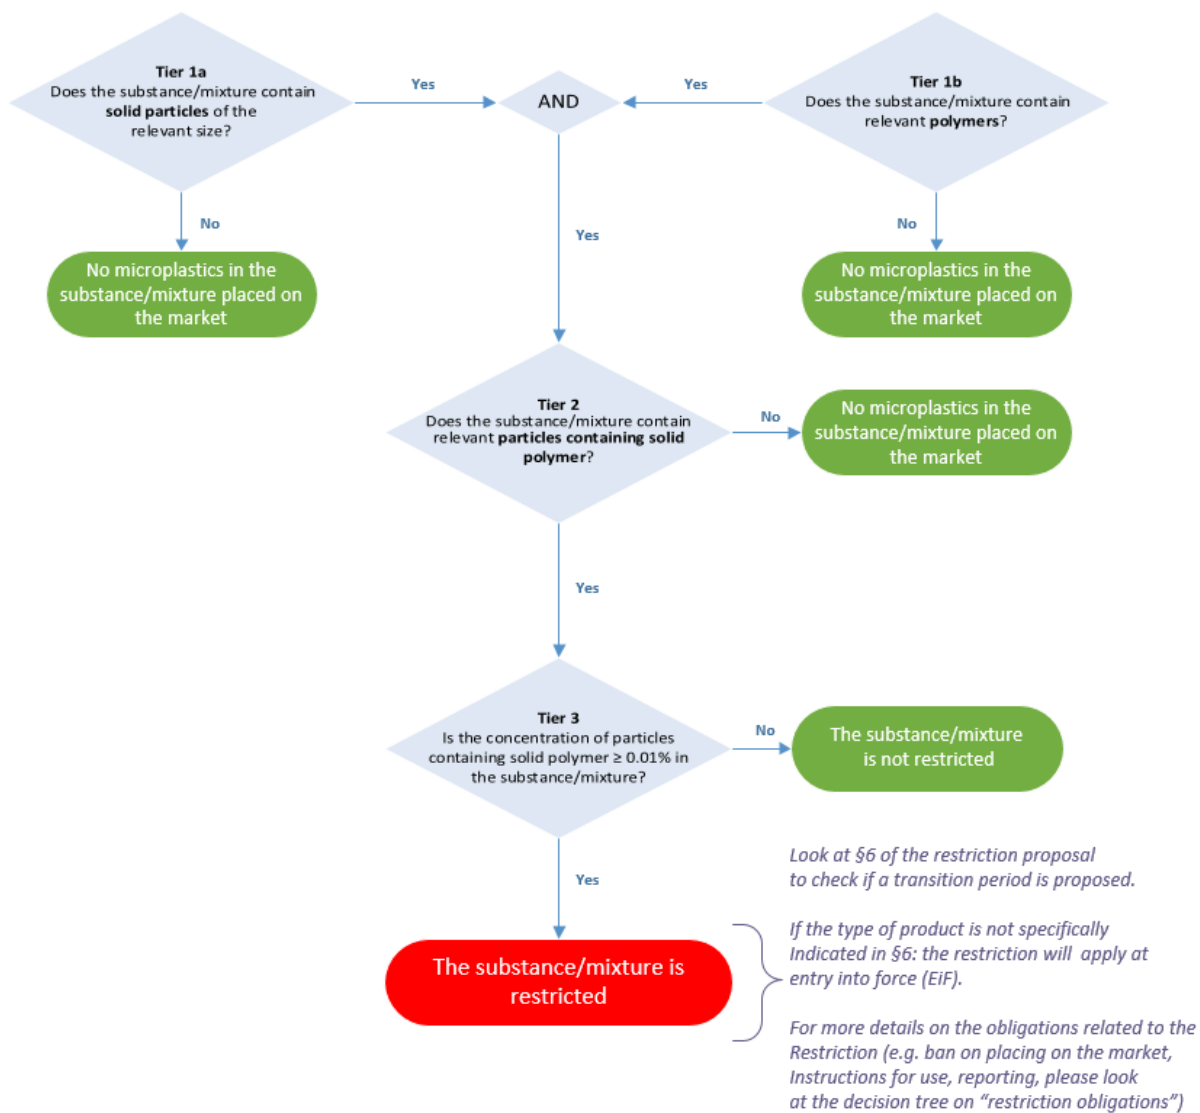 Tier 1a
Does the substance/mixture contain
solid particles of the
relevant size?
Yes
AND
Yes
Tier 1b
Does the substance/mixture contain
relevant polymers?
No
Yes
No
No microplastics in the
substance/mixture placed on
the market
No microplastics in the
substance/mixture placed on
the market
Tier 2
Does the substance/mixture contain
relevant particles containing solid
polymer?
No
No microplastics in the
substance/mixture placed on
the market
Yes
Tier 3
Is the concentration of particles
containing solid polymer ≥ 0.01% in
the substance/mixture?
No
The substance/mixture
is not restricted
Yes
The substance/mixture is
restricted
Look at §6 of the restriction proposal
to check if a transition period is proposed.
If the type of product is not specifically
Indicated in §6: the restriction will apply at
entry into force (EiF).
For more details on the obligations related to the
Restriction (e.g. ban on placing on the market,
Instructions for use, reporting, please look
at the decision tree on “restriction obligations”)